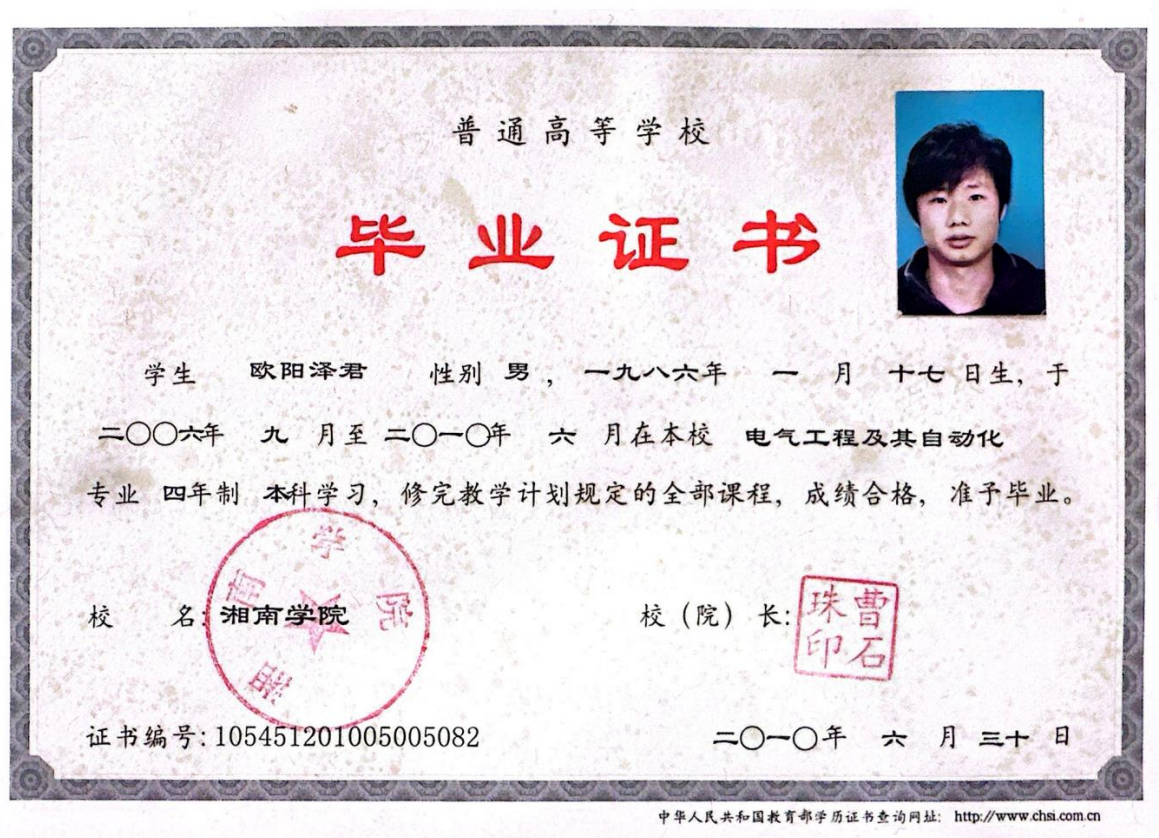 普通高等学校
毕业证书
学生 欧阳泽君 性别 男 ， 一九八六年 一 月 十七 日生，于
二〇〇六年 九 月至 二〇一〇年 六 月在本校 电气工程及其自动化
专业 四年制 本科学习，修完教学计划规定的全部课程，成绩合格，准予毕业。
校 名: 湘南学院
湘南学院
校（院）长:
曹石珠印
证书编号: 105451201005005082
二〇一〇年 六 月 三十 日
中华人民共和国教育部学历证书查询网址: http://www.chsi.com.cn